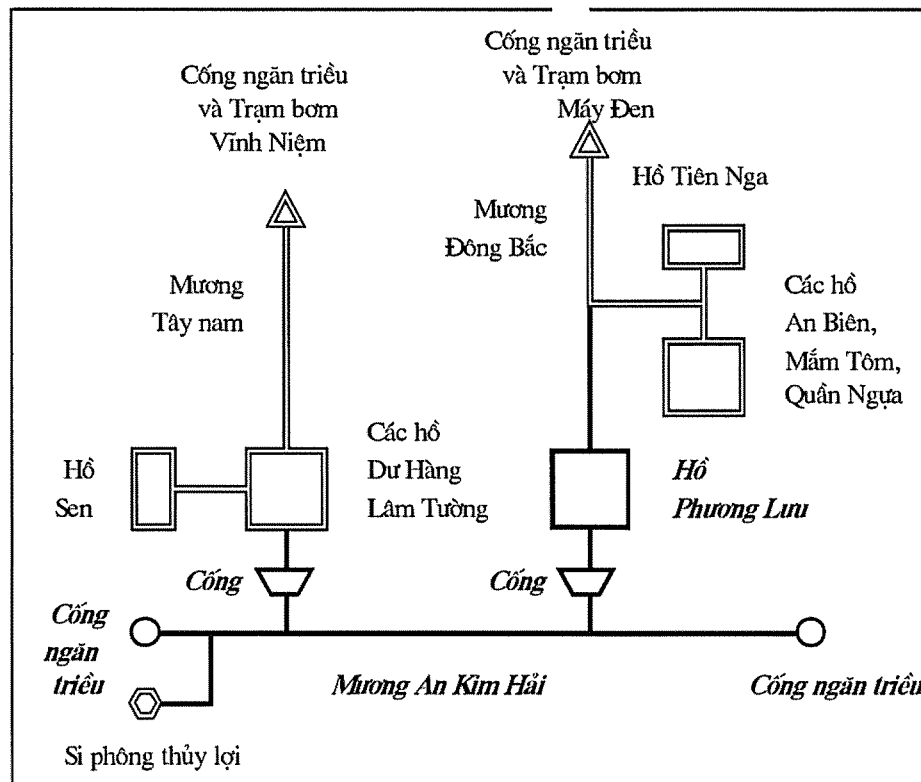 Cống ngăn triều
và Trạm bơm
Vĩnh Niệm
Cống ngăn triều
và Trạm bơm
Máy Đen
Hồ Tiên Nga
Mương
Đông Bắc
Mương
Tây nam
Các hồ
An Biên,
Mắm Tôm,
Quần Ngựa
Hồ
Sen
Các hồ
Dư Hàng
Lâm Tường
Hồ
Phương Lưu
Cống
Cống
Cống
ngăn
triều
Mương An Kim Hải
Cống ngăn triều
Si phông thủy lợi